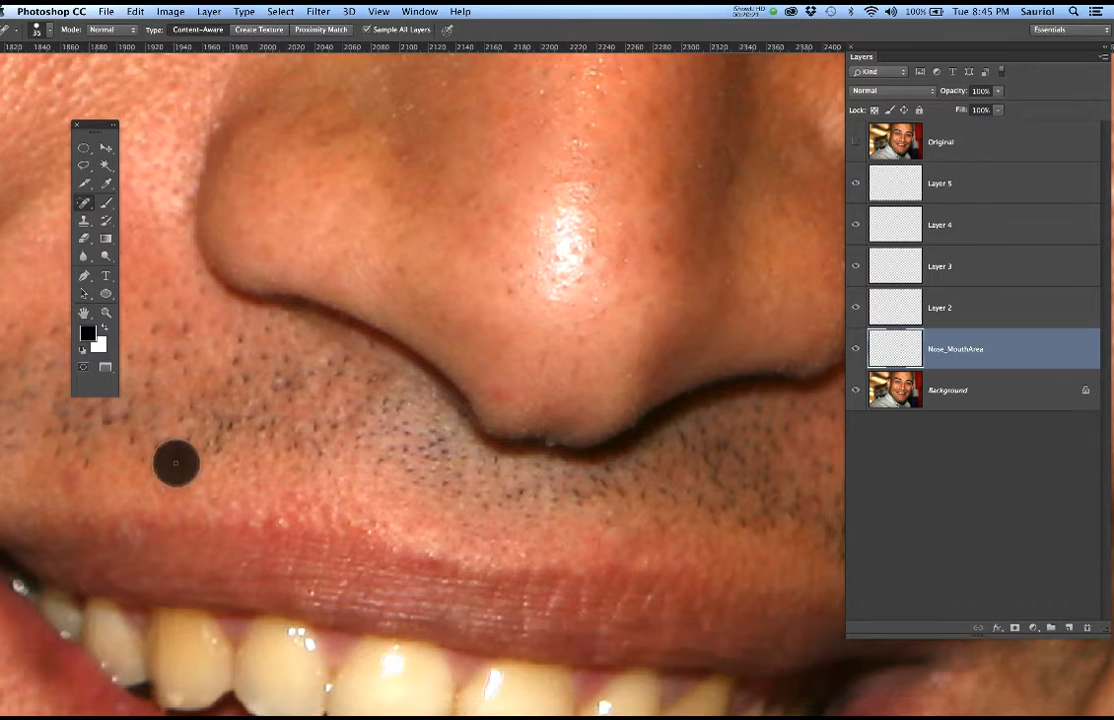 Photoshop CC File Edit Image Layer Type Select Filter 3D View Window Help 100% Tue 8:45 PM Sauriol
35 Mode: Normal Type: Content-Aware Create Texture Proximity Match Sample All Layers Essentials
1820 1840 1860 1880 1900 1920 1940 1960 1980 2000 2020 2040 2060 2080 2100 2120 2140 2160 2180 2200 2220 2240 2260 2280 2300 2320 2340 2360 2380 2400
Layers
Kind
Normal Opacity: 100%
Lock: Fill: 100%
Original
Layer 5
Layer 4
Layer 3
Layer 2
Nose_MouthArea
Background